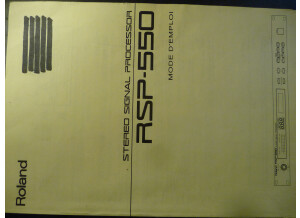 STEREO SIGNAL PROCESSOR
RSP-550
MODE D'EMPLOI
Roland